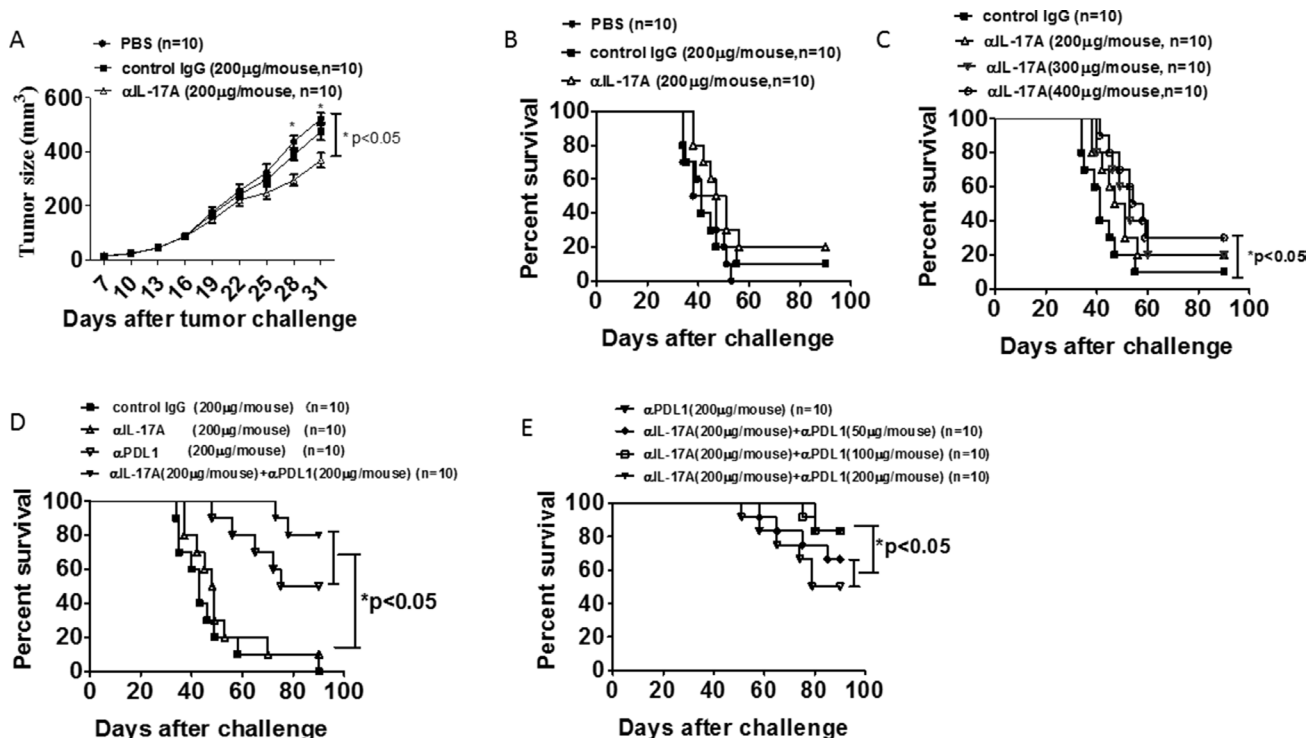 A
PBS (n=10)
control IgG (200µg/mouse,n=10)
αIL-17A (200µg/mouse, n=10)
Tumor size (mm³)
600
400
200
0
*
*
* p<0.05
7 10 13 16 19 22 25 28 31
Days after tumor challenge
B
PBS (n=10)
control IgG (200µg/mouse, n=10)
αIL-17A (200µg/mouse, n=10)
Percent survival
100
80
60
40
20
0
0 20 40 60 80 100
Days after challenge
C
control IgG (n=10)
αIL-17A (200µg/mouse, n=10)
αIL-17A(300µg/mouse, n=10)
αIL-17A(400µg/mouse,n=10)
Percent survival
100
80
60
40
20
0
*p<0.05
0 20 40 60 80 100
Days after challenge
D
control IgG (200µg/mouse) (n=10)
αIL-17A (200µg/mouse) (n=10)
αPDL1 (200µg/mouse) (n=10)
αIL-17A(200µg/mouse)+αPDL1(200µg/mouse) (n=10)
Percent survival
100
80
60
40
20
0
*p<0.05
0 20 40 60 80 100
Days after challenge
E
αPDL1(200µg/mouse) (n=10)
αIL-17A(200µg/mouse)+αPDL1(50µg/mouse) (n=10)
αIL-17A(200µg/mouse)+αPDL1(100µg/mouse) (n=10)
αIL-17A(200µg/mouse)+αPDL1(200µg/mouse) (n=10)
Percent survival
100
80
60
40
20
0
*p<0.05
0 20 40 60 80 100
Days after challenge